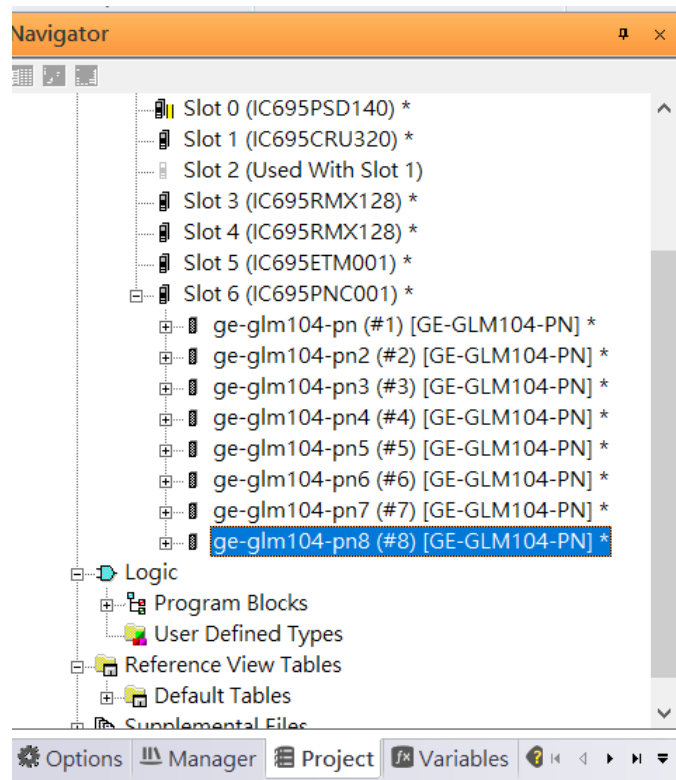 Navigator
Slot 0 (IC695PSD140) *
Slot 1 (IC695CRU320) *
Slot 2 (Used With Slot 1)
Slot 3 (IC695RMX128) *
Slot 4 (IC695RMX128) *
Slot 5 (IC695ETM001) *
Slot 6 (IC695PNC001) *
ge-glm104-pn (#1) [GE-GLM104-PN] *
ge-glm104-pn2 (#2) [GE-GLM104-PN] *
ge-glm104-pn3 (#3) [GE-GLM104-PN] *
ge-glm104-pn4 (#4) [GE-GLM104-PN] *
ge-glm104-pn5 (#5) [GE-GLM104-PN] *
ge-glm104-pn6 (#6) [GE-GLM104-PN] *
ge-glm104-pn7 (#7) [GE-GLM104-PN] *
ge-glm104-pn8 (#8) [GE-GLM104-PN] *
Logic
Program Blocks
User Defined Types
Reference View Tables
Default Tables
Supplemental Files
Options Manager Project fx Variables ?